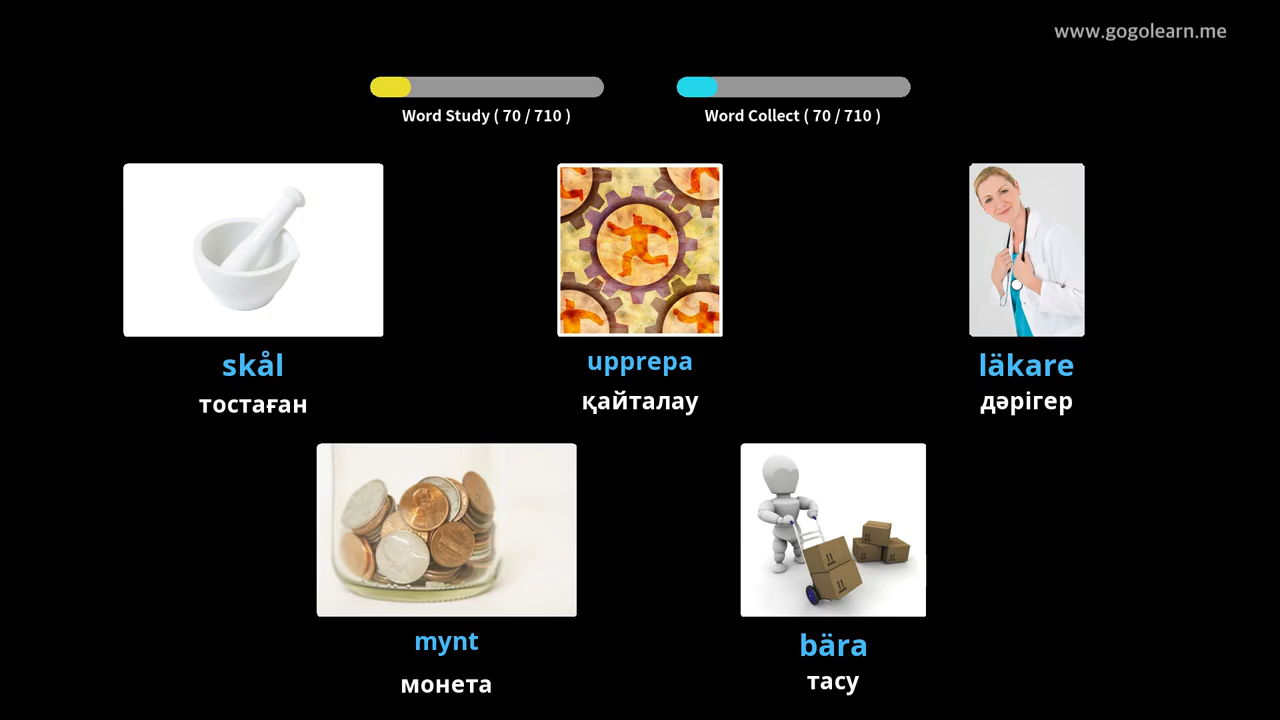 www.gogolearn.me
Word Study ( 70 / 710 )
Word Collect ( 70 / 710 )
skål
тостаған
upprepa
қайталау
läkare
дәрігер
mynt
монета
bära
тасу